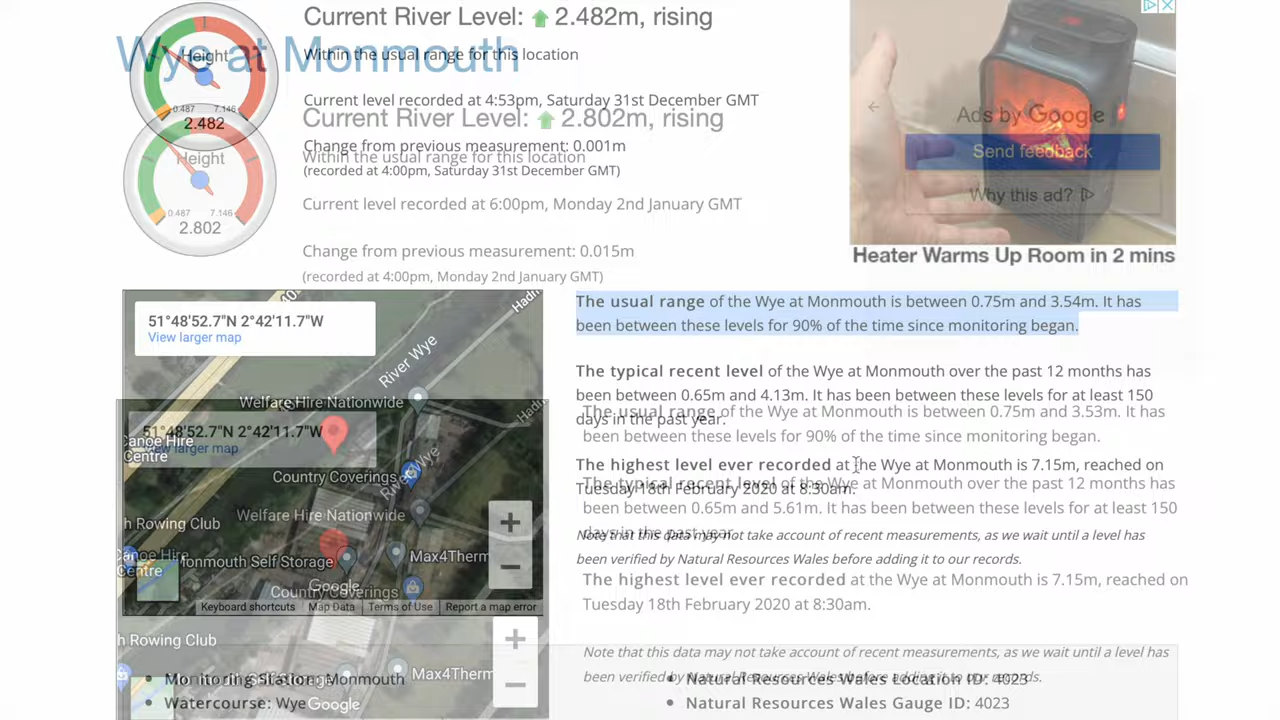 Current River Level: 2.482m, rising
Wye at Monmouth
Height
Within the usual range for this location
0.487 7.146
2.482
Current level recorded at 4:53pm, Saturday 31st December GMT
Current River Level: 2.802m, rising
Change from previous measurement: 0.001m
Height
Within the usual range for this location
(recorded at 4:00pm, Saturday 31st December GMT)
0.487 7.146
2.802
Current level recorded at 6:00pm, Monday 2nd January GMT
Change from previous measurement: 0.015m
(recorded at 4:00pm, Monday 2nd January GMT)
Ads by Google
Send feedback
Why this ad?
Heater Warms Up Room in 2 mins
51°48'52.7"N 2°42'11.7"W
View larger map
River Wye
Welfare Hire Nationwide
51°48'52.7"N 2°42'11.7"W
View larger map
Canoe Hire
Centre
Country Coverings
River Wye
Welfare Hire Nationwide
h Rowing Club
Monmouth Self Storage
Max4Therm
Canoe Hire
Centre
Google
Country Coverings
Keyboard shortcuts Map Data Terms of Use Report a map error
h Rowing Club
Max4Therm
Google
The usual range of the Wye at Monmouth is between 0.75m and 3.54m. It has
been between these levels for 90% of the time since monitoring began.
The typical recent level of the Wye at Monmouth over the past 12 months has
been between 0.65m and 4.13m. It has been between these levels for at least 150
days in the past year.
The usual range of the Wye at Monmouth is between 0.75m and 3.53m. It has
been between these levels for 90% of the time since monitoring began.
The highest level ever recorded at the Wye at Monmouth is 7.15m, reached on
Tuesday 18th February 2020 at 8:30am.
The typical recent level of the Wye at Monmouth over the past 12 months has
been between 0.65m and 5.61m. It has been between these levels for at least 150
days in the past year.
Note that this data may not take account of recent measurements, as we wait until a level has
been verified by Natural Resources Wales before adding it to our records.
The highest level ever recorded at the Wye at Monmouth is 7.15m, reached on
Tuesday 18th February 2020 at 8:30am.
Note that this data may not take account of recent measurements, as we wait until a level has
been verified by Natural Resources Wales before adding it to our records.
Monitoring station: Monmouth
Watercourse: Wye
Natural Resources Wales Location ID: 4023
Natural Resources Wales Gauge ID: 4023